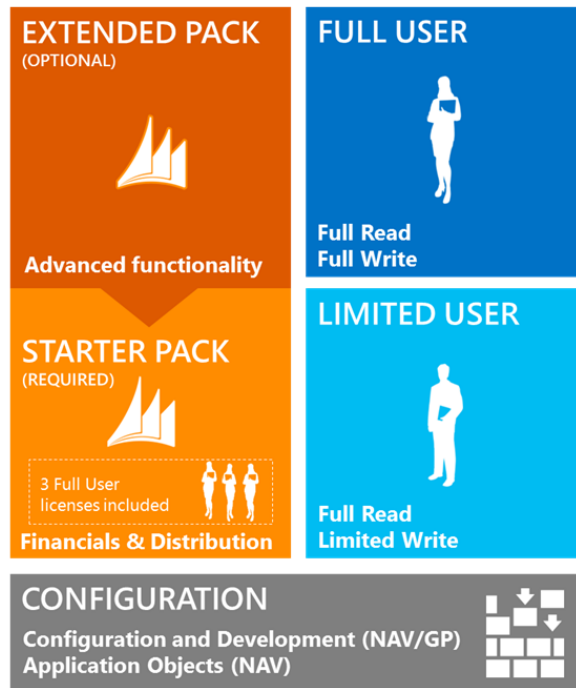 EXTENDED PACK
(OPTIONAL)
Advanced functionality
STARTER PACK
(REQUIRED)
3 Full User
licenses included
Financials & Distribution
FULL USER
Full Read
Full Write
LIMITED USER
Full Read
Limited Write
CONFIGURATION
Configuration and Development (NAV/GP)
Application Objects (NAV)